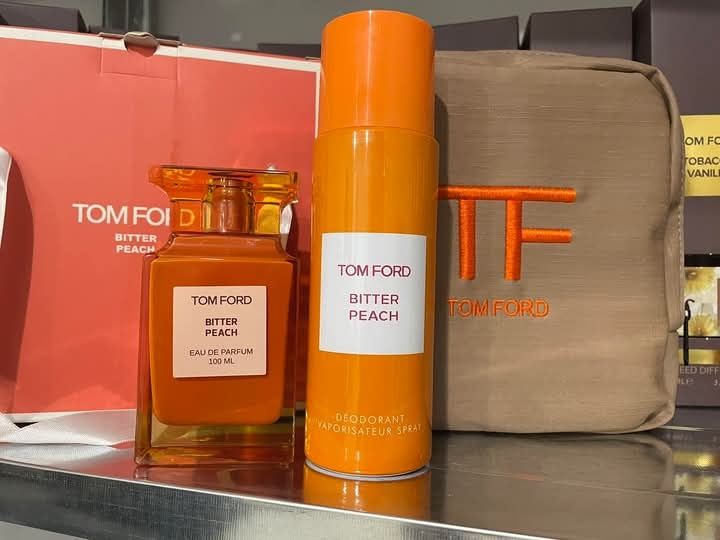 TOM FORD
BITTER
PEACH
TOM FORD
BITTER
PEACH
EAU DE PARFUM
100 ML
TOM FORD
BITTER
PEACH
DEODORANT
VAPORISATEUR SPRAY
TF
TOM FORD
VANIL